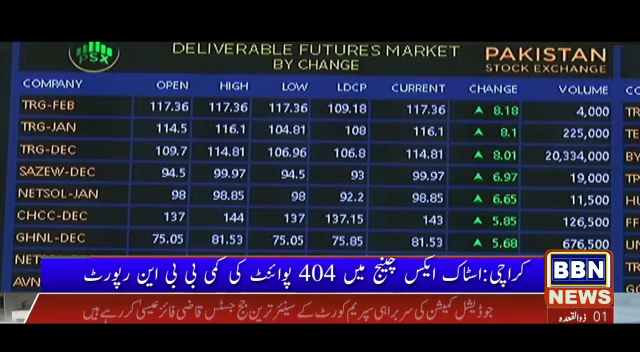 PSX
DELIVERABLE FUTURES MARKET
BY CHANGE
PAKISTAN
STOCK EXCHANGE
COMPANY OPEN HIGH LOW LDCP CURRENT CHANGE VOLUME
TRG-FEB 117.36 117.36 117.36 109.18 117.36 8.18 4,000
TRG-JAN 114.5 116.1 104.81 108 116.1 8.1 225,000
TRG-DEC 109.7 114.81 106.96 106.8 114.81 8.01 20,334,000
SAZEW-DEC 94.5 99.97 94.5 93 99.97 6.97 19,000
NETSOL-JAN 98 98.85 98 92.2 98.85 6.65 11,500
CHCC-DEC 137 144 137 137.15 143 5.85 126,500
GHNL-DEC 75.05 81.53 75.05 75.85 81.53 5.68 676,500
کراچی:اسٹاک ایکس چینج میں 404 پوائنٹ کی کمی بی بی این رپورٹ
جوڈیشل کمیشن کی سربراہی سپریم کورٹ کے سینئر ترین جج جسٹس قاضی فائز عیسیٰ کررہے ہیں
BBN
NEWS
01 ذوالقعدہ